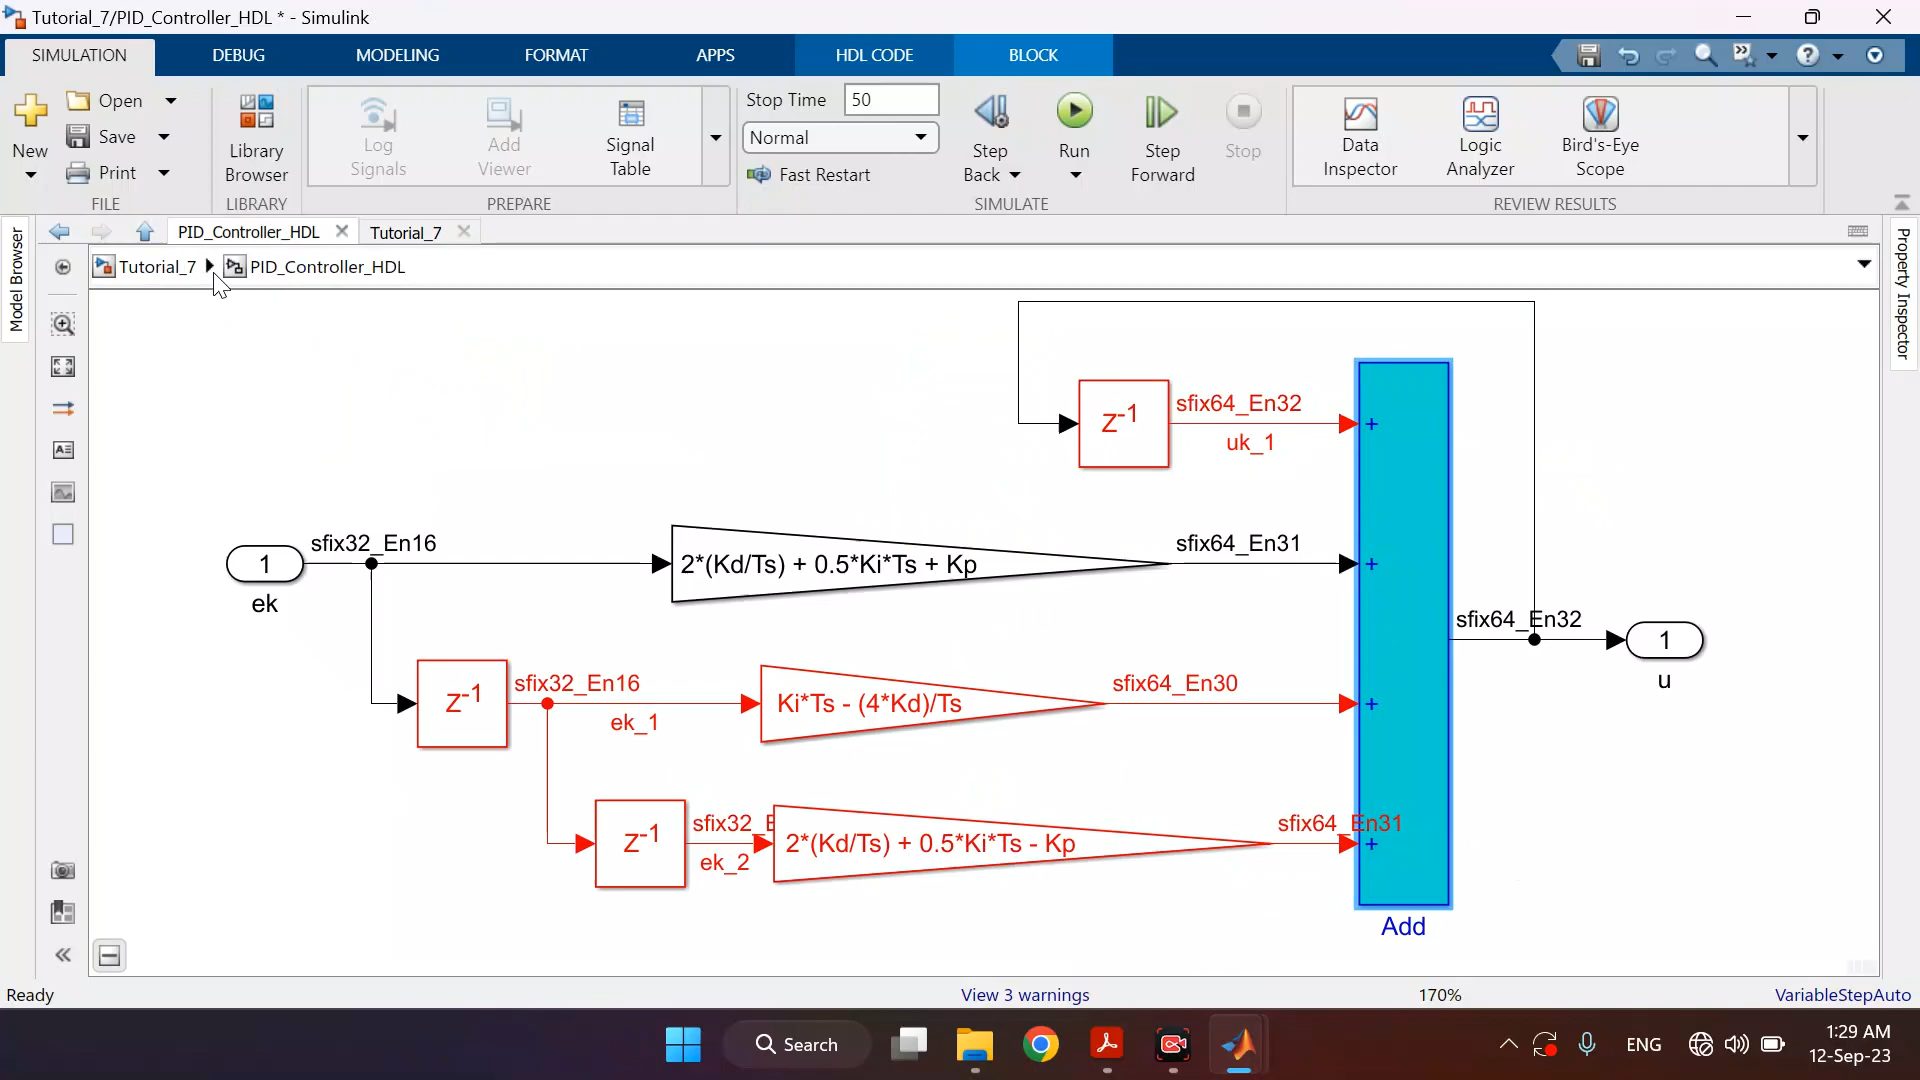 Tutorial_7/PID_Controller_HDL * - Simulink
SIMULATION DEBUG MODELING FORMAT APPS HDL CODE BLOCK
New
Open
Save
Print
FILE
Library
Browser
LIBRARY
Log
Signals
Add
Viewer
Signal
Table
PREPARE
Stop Time 50
Normal
Fast Restart
Step
Back
Run
Step
Forward
Stop
SIMULATE
Data
Inspector
Logic
Analyzer
Bird's-Eye
Scope
REVIEW RESULTS
Model Browser
PID_Controller_HDL
Tutorial_7
Tutorial_7 PID_Controller_HDL
Property Inspector
Z-1
sfix64_En32
uk_1
+
1
ek
sfix32_En16
2*(Kd/Ts) + 0.5*Ki*Ts + Kp
sfix64_En31
+
sfix64_En32
1
u
Z-1
sfix32_En16
ek_1
Ki*Ts - (4*Kd)/Ts
sfix64_En30
+
Z-1
sfix32_E
ek_2
2*(Kd/Ts) + 0.5*Ki*Ts - Kp
sfix64_En31
+
Add
Ready
View 3 warnings
170%
VariableStepAuto
Search
ENG
1:29 AM
12-Sep-23